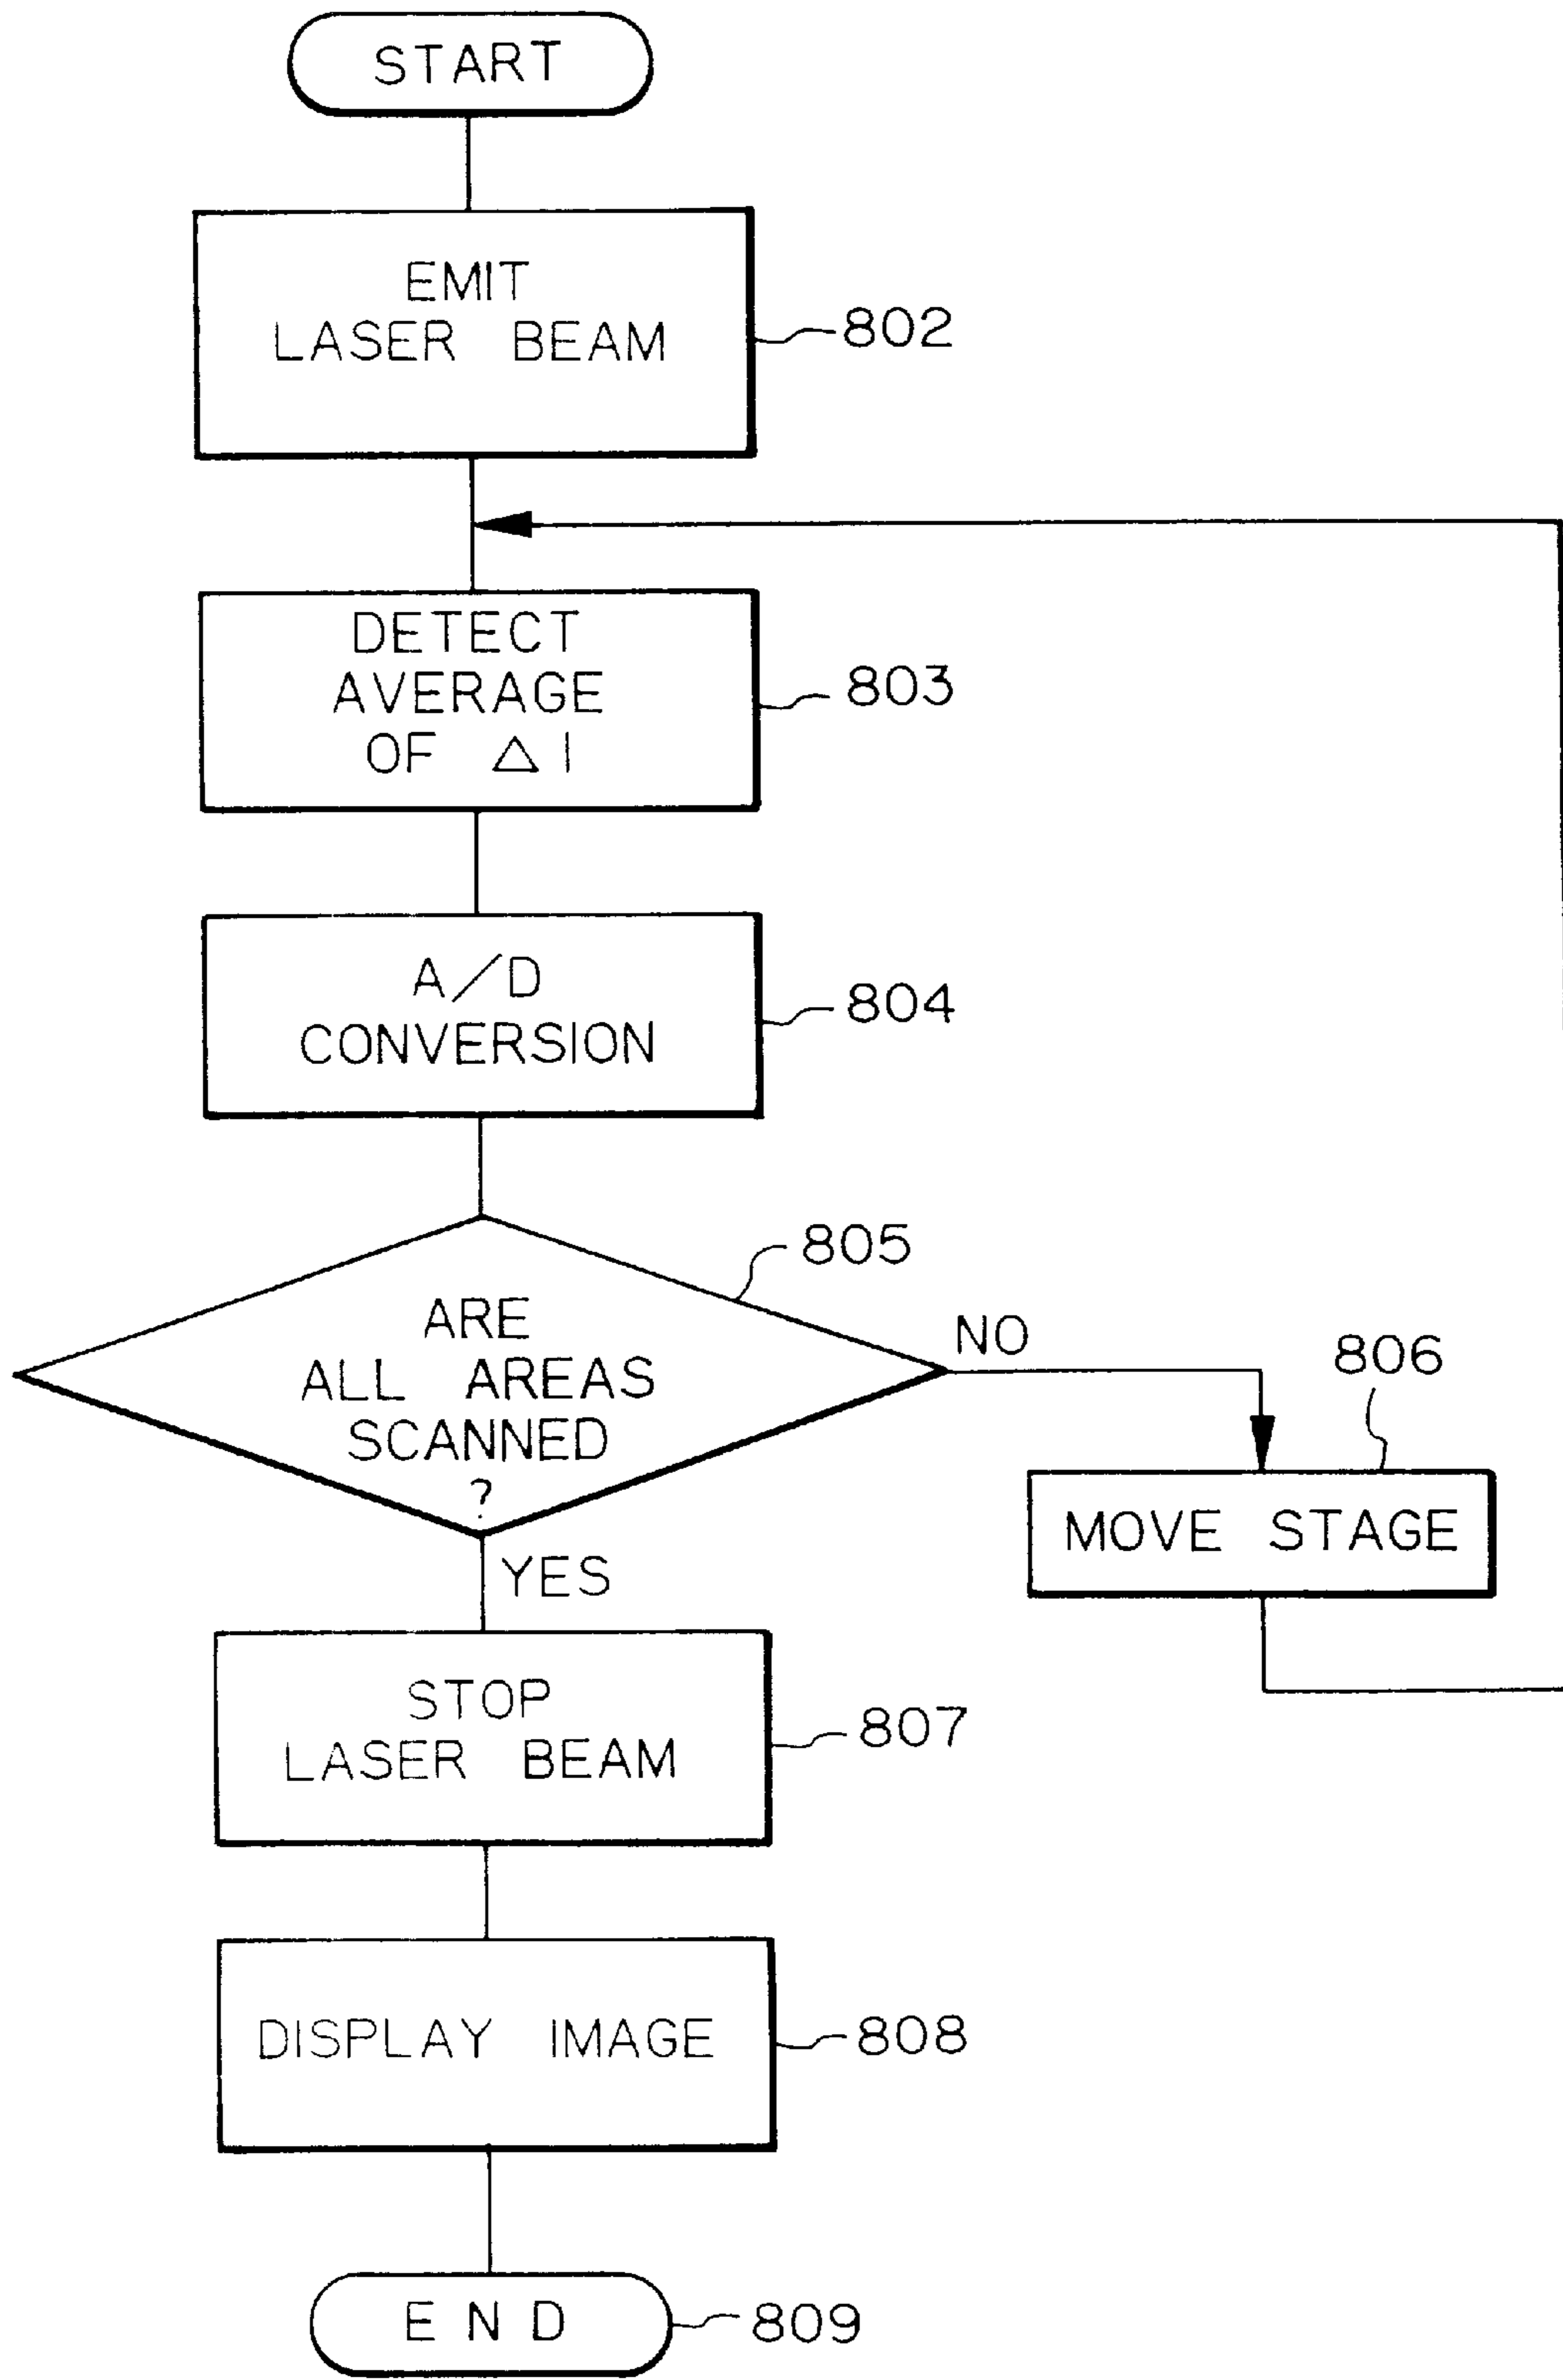 START
EMIT
LASER BEAM
802
DETECT
AVERAGE
OF △I
803
A/D
CONVERSION
804
805
ARE
ALL AREAS
SCANNED
?
NO
806
MOVE STAGE
YES
STOP
LASER BEAM
807
DISPLAY IMAGE
808
END
809